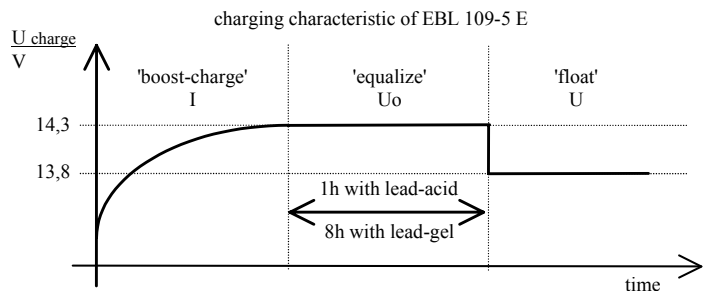 charging characteristic of EBL 109-5 E
U charge
V
'boost-charge'
I
'equalize'
Uo
'float'
U
14,3
13,8
1h with lead-acid
8h with lead-gel
time